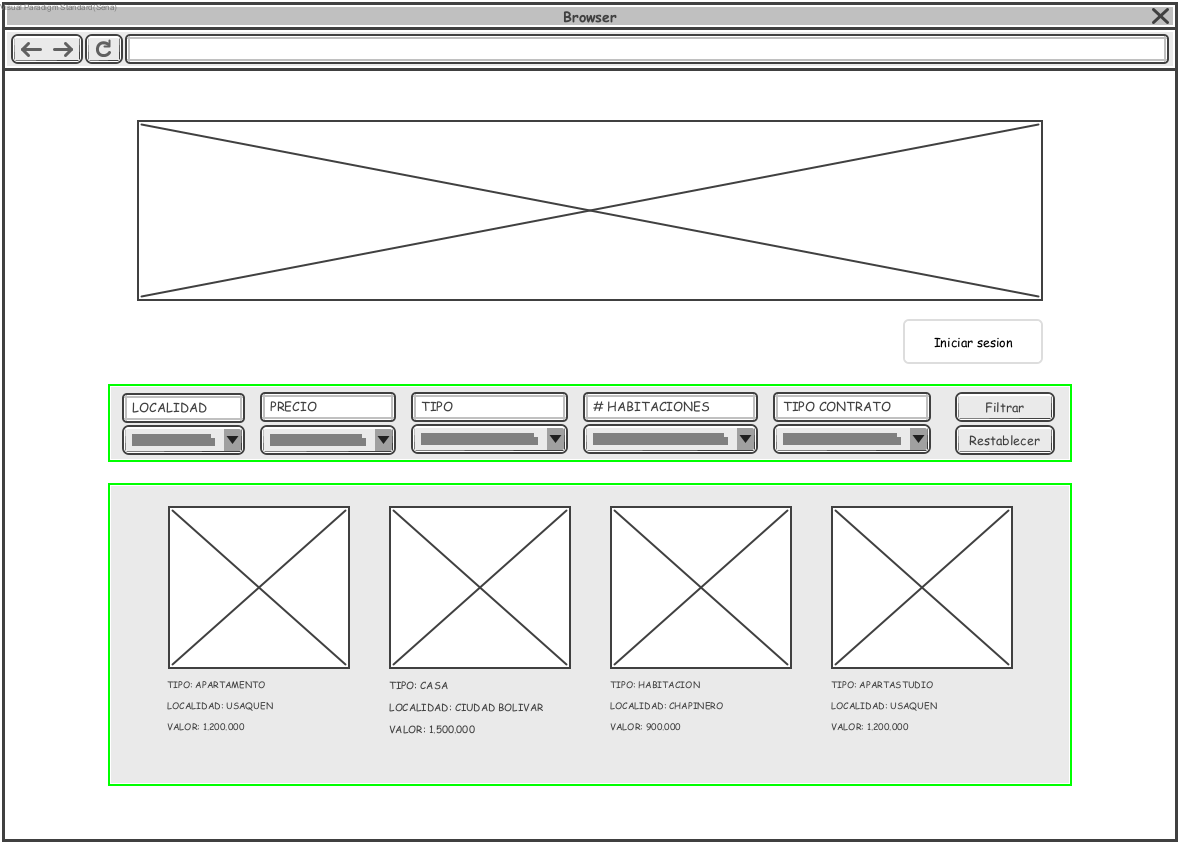 Visual Paradigm Standard(Seria)
Browser
Iniciar sesion
LOCALIDAD
PRECIO
TIPO
# HABITACIONES
TIPO CONTRATO
Filtrar
Restablecer
TIPO: APARTAMENTO
LOCALIDAD: USAQUEN
VALOR: 1.200.000
TIPO: CASA
LOCALIDAD: CIUDAD BOLIVAR
VALOR: 1.500.000
TIPO: HABITACION
LOCALIDAD: CHAPINERO
VALOR: 900.000
TIPO: APARTASTUDIO
LOCALIDAD: USAQUEN
VALOR: 1.200.000